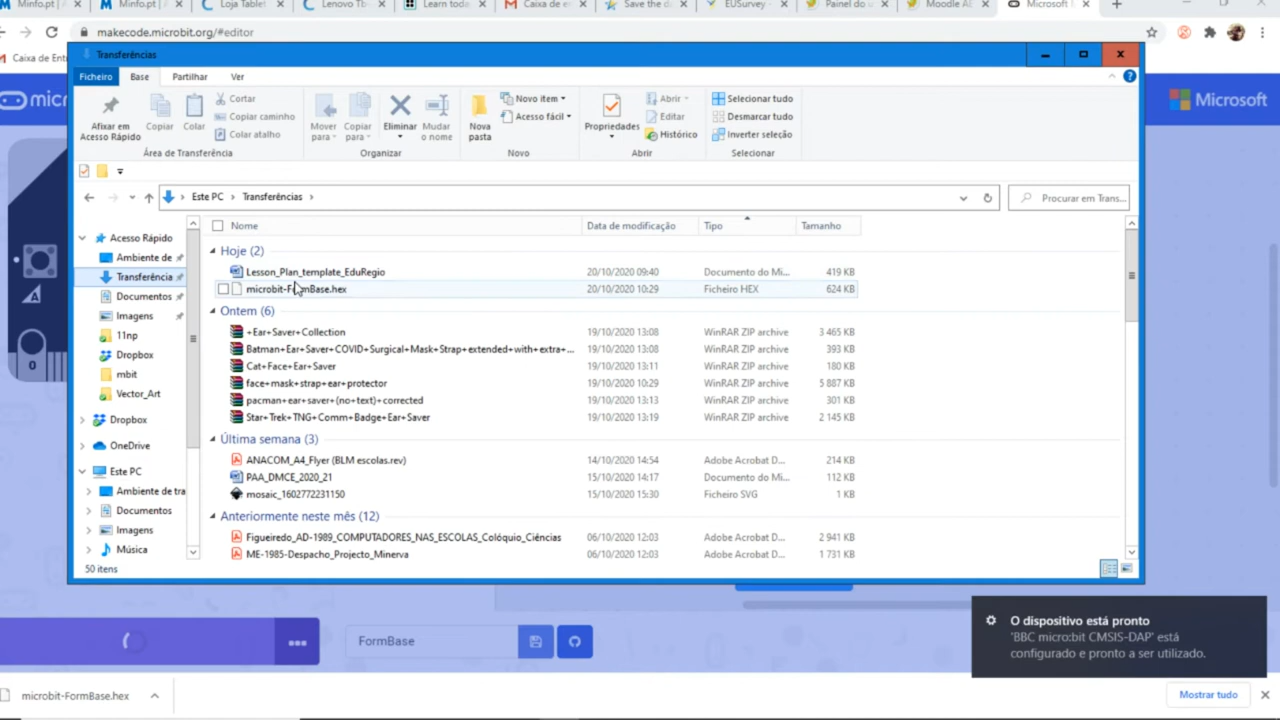 Minfo.pt | A
Minfo.pt | A
Loja Tablet
Lenovo Tb-
Learn toda
Caixa de e
Save the d
EUSurvey -
Painel do u
Moodle AE
Microsoft
makecode.microbit.org/#editor
Caixa de Ent
Transferências
Ficheiro Base Partilhar Ver
Afixar em Acesso Rápido
Copiar
Colar
Cortar
Copiar caminho
Colar atalho
Mover para
Copiar para
Eliminar
Mudar o nome
Nova pasta
Novo item
Acesso fácil
Propriedades
Abrir
Editar
Histórico
Selecionar tudo
Desmarcar tudo
Inverter seleção
Área de Transferência Organizar Novo Abrir Selecionar
Microsoft
Este PC > Transferências >
Procurar em Trans...
Nome Data de modificação Tipo Tamanho
Acesso Rápido
Ambiente de
Transferência
Documentos
Imagens
11np
Dropbox
mbit
Vector_Art
Dropbox
OneDrive
Este PC
Ambiente de tra
Documentos
Imagens
Música
Hoje (2)
Lesson_Plan_template_EduRegio 20/10/2020 09:40 Documento do Mi... 419 KB
microbit-FormBase.hex 20/10/2020 10:29 Ficheiro HEX 624 KB
Ontem (6)
+Ear+Saver+Collection 19/10/2020 13:08 WinRAR ZIP archive 3 465 KB
Batman+Ear+Saver+COVID+Surgical+Mask+Strap+extended+with+extra+... 19/10/2020 13:08 WinRAR ZIP archive 393 KB
Cat+Face+Ear+Saver 19/10/2020 13:11 WinRAR ZIP archive 180 KB
face+mask+strap+ear+protector 19/10/2020 10:29 WinRAR ZIP archive 5 887 KB
pacman+ear+saver+(no+text)+corrected 19/10/2020 13:13 WinRAR ZIP archive 301 KB
Star+Trek+TNG+Comm+Badge+Ear+Saver 19/10/2020 13:19 WinRAR ZIP archive 2 145 KB
Última semana (3)
ANACOM_A4_Flyer (BLM escolas.rev) 14/10/2020 14:54 Adobe Acrobat D... 214 KB
PAA_DMCE_2020_21 15/10/2020 14:17 Documento do Mi... 112 KB
mosaic_1602772231150 15/10/2020 15:30 Ficheiro SVG 1 KB
Anteriormente neste mês (12)
Figueiredo_AD-1989_COMPUTADORES_NAS_ESCOLAS_Colóquio_Ciências 06/10/2020 12:03 Adobe Acrobat D... 2 941 KB
ME-1985-Despacho_Projecto_Minerva 06/10/2020 12:03 Adobe Acrobat D... 1 731 KB
50 itens
0
FormBase
O dispositivo está pronto
'BBC micro:bit CMSIS-DAP' está
configurado e pronto a ser utilizado.
microbit-FormBase.hex
Mostrar tudo